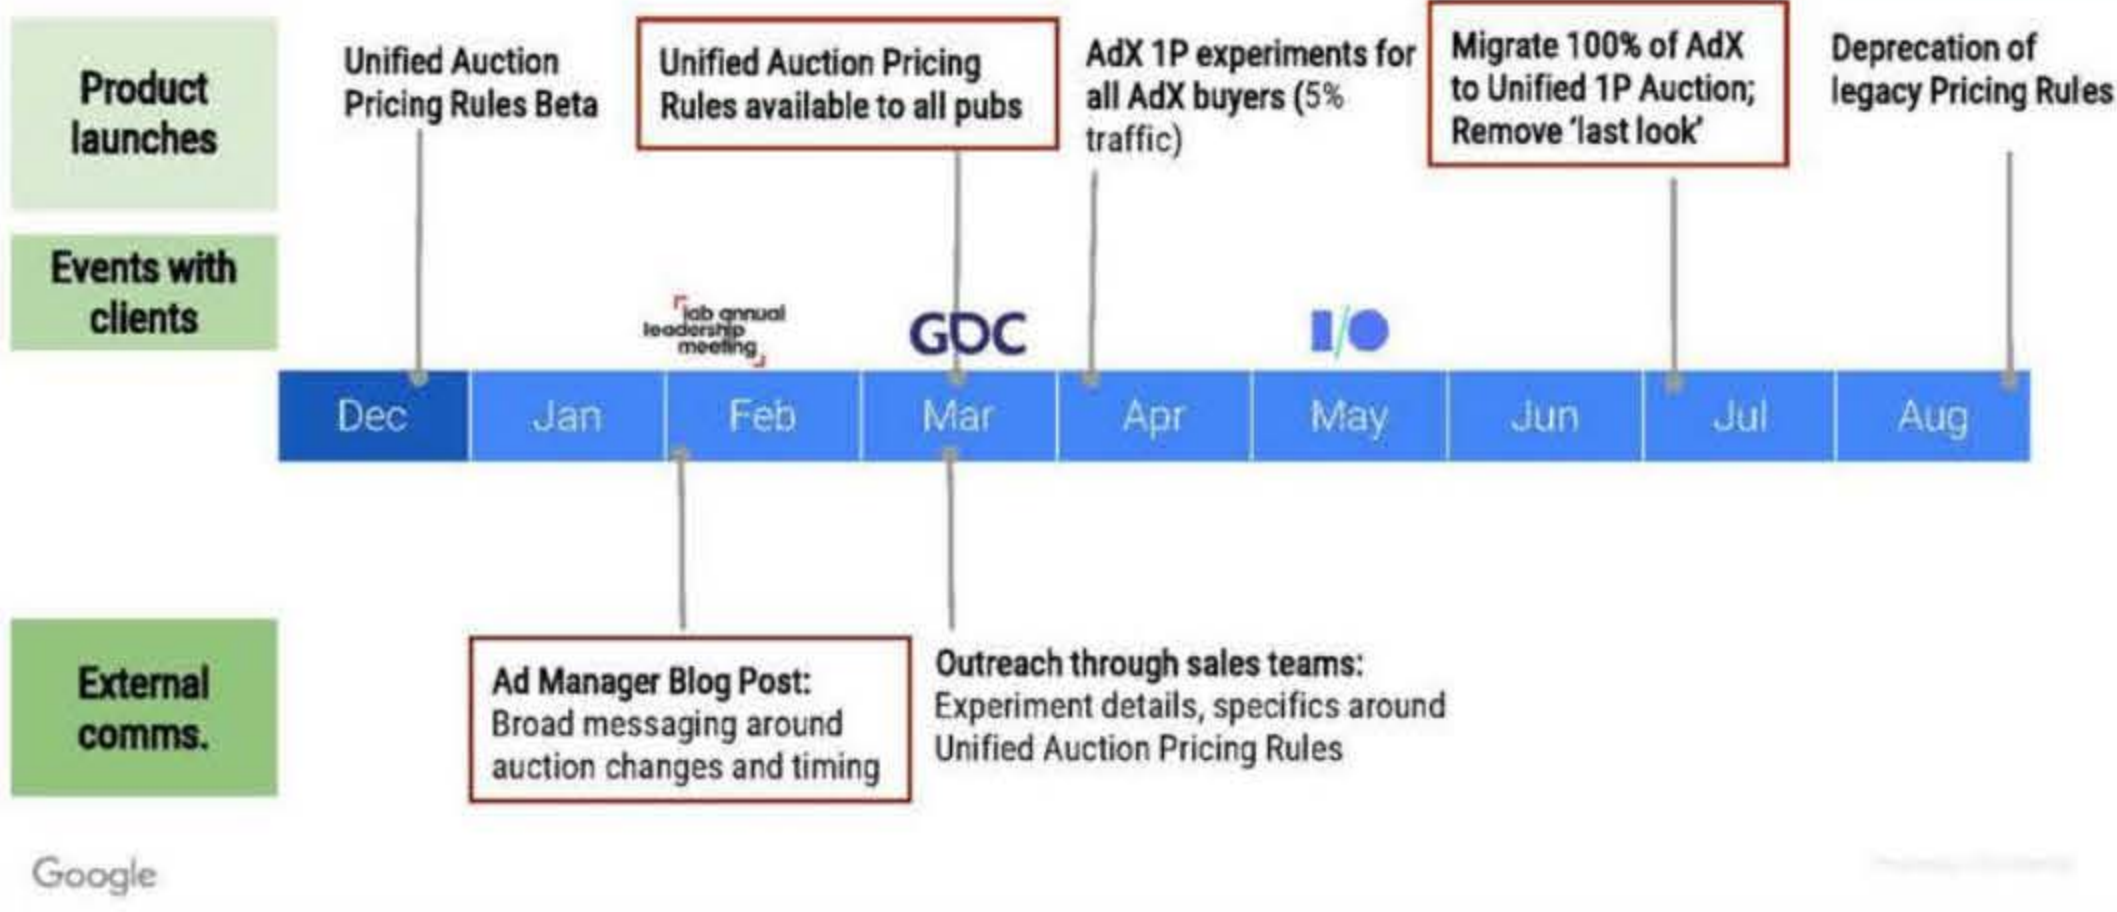 Product
launches
Unified Auction
Pricing Rules Beta
Unified Auction Pricing
Rules available to all pubs
AdX 1P experiments for
all AdX buyers (5%
traffic)
Migrate 100% of AdX
to Unified 1P Auction;
Remove ‘last look’
Deprecation of
legacy Pricing Rules
Events with
clients
iab annual
leadership
meeting
GDC
I/O
Dec
Jan
Feb
Mar
Apr
May
Jun
Jul
Aug
External
comms.
Ad Manager Blog Post:
Broad messaging around
auction changes and timing
Outreach through sales teams:
Experiment details, specifics around
Unified Auction Pricing Rules
Google